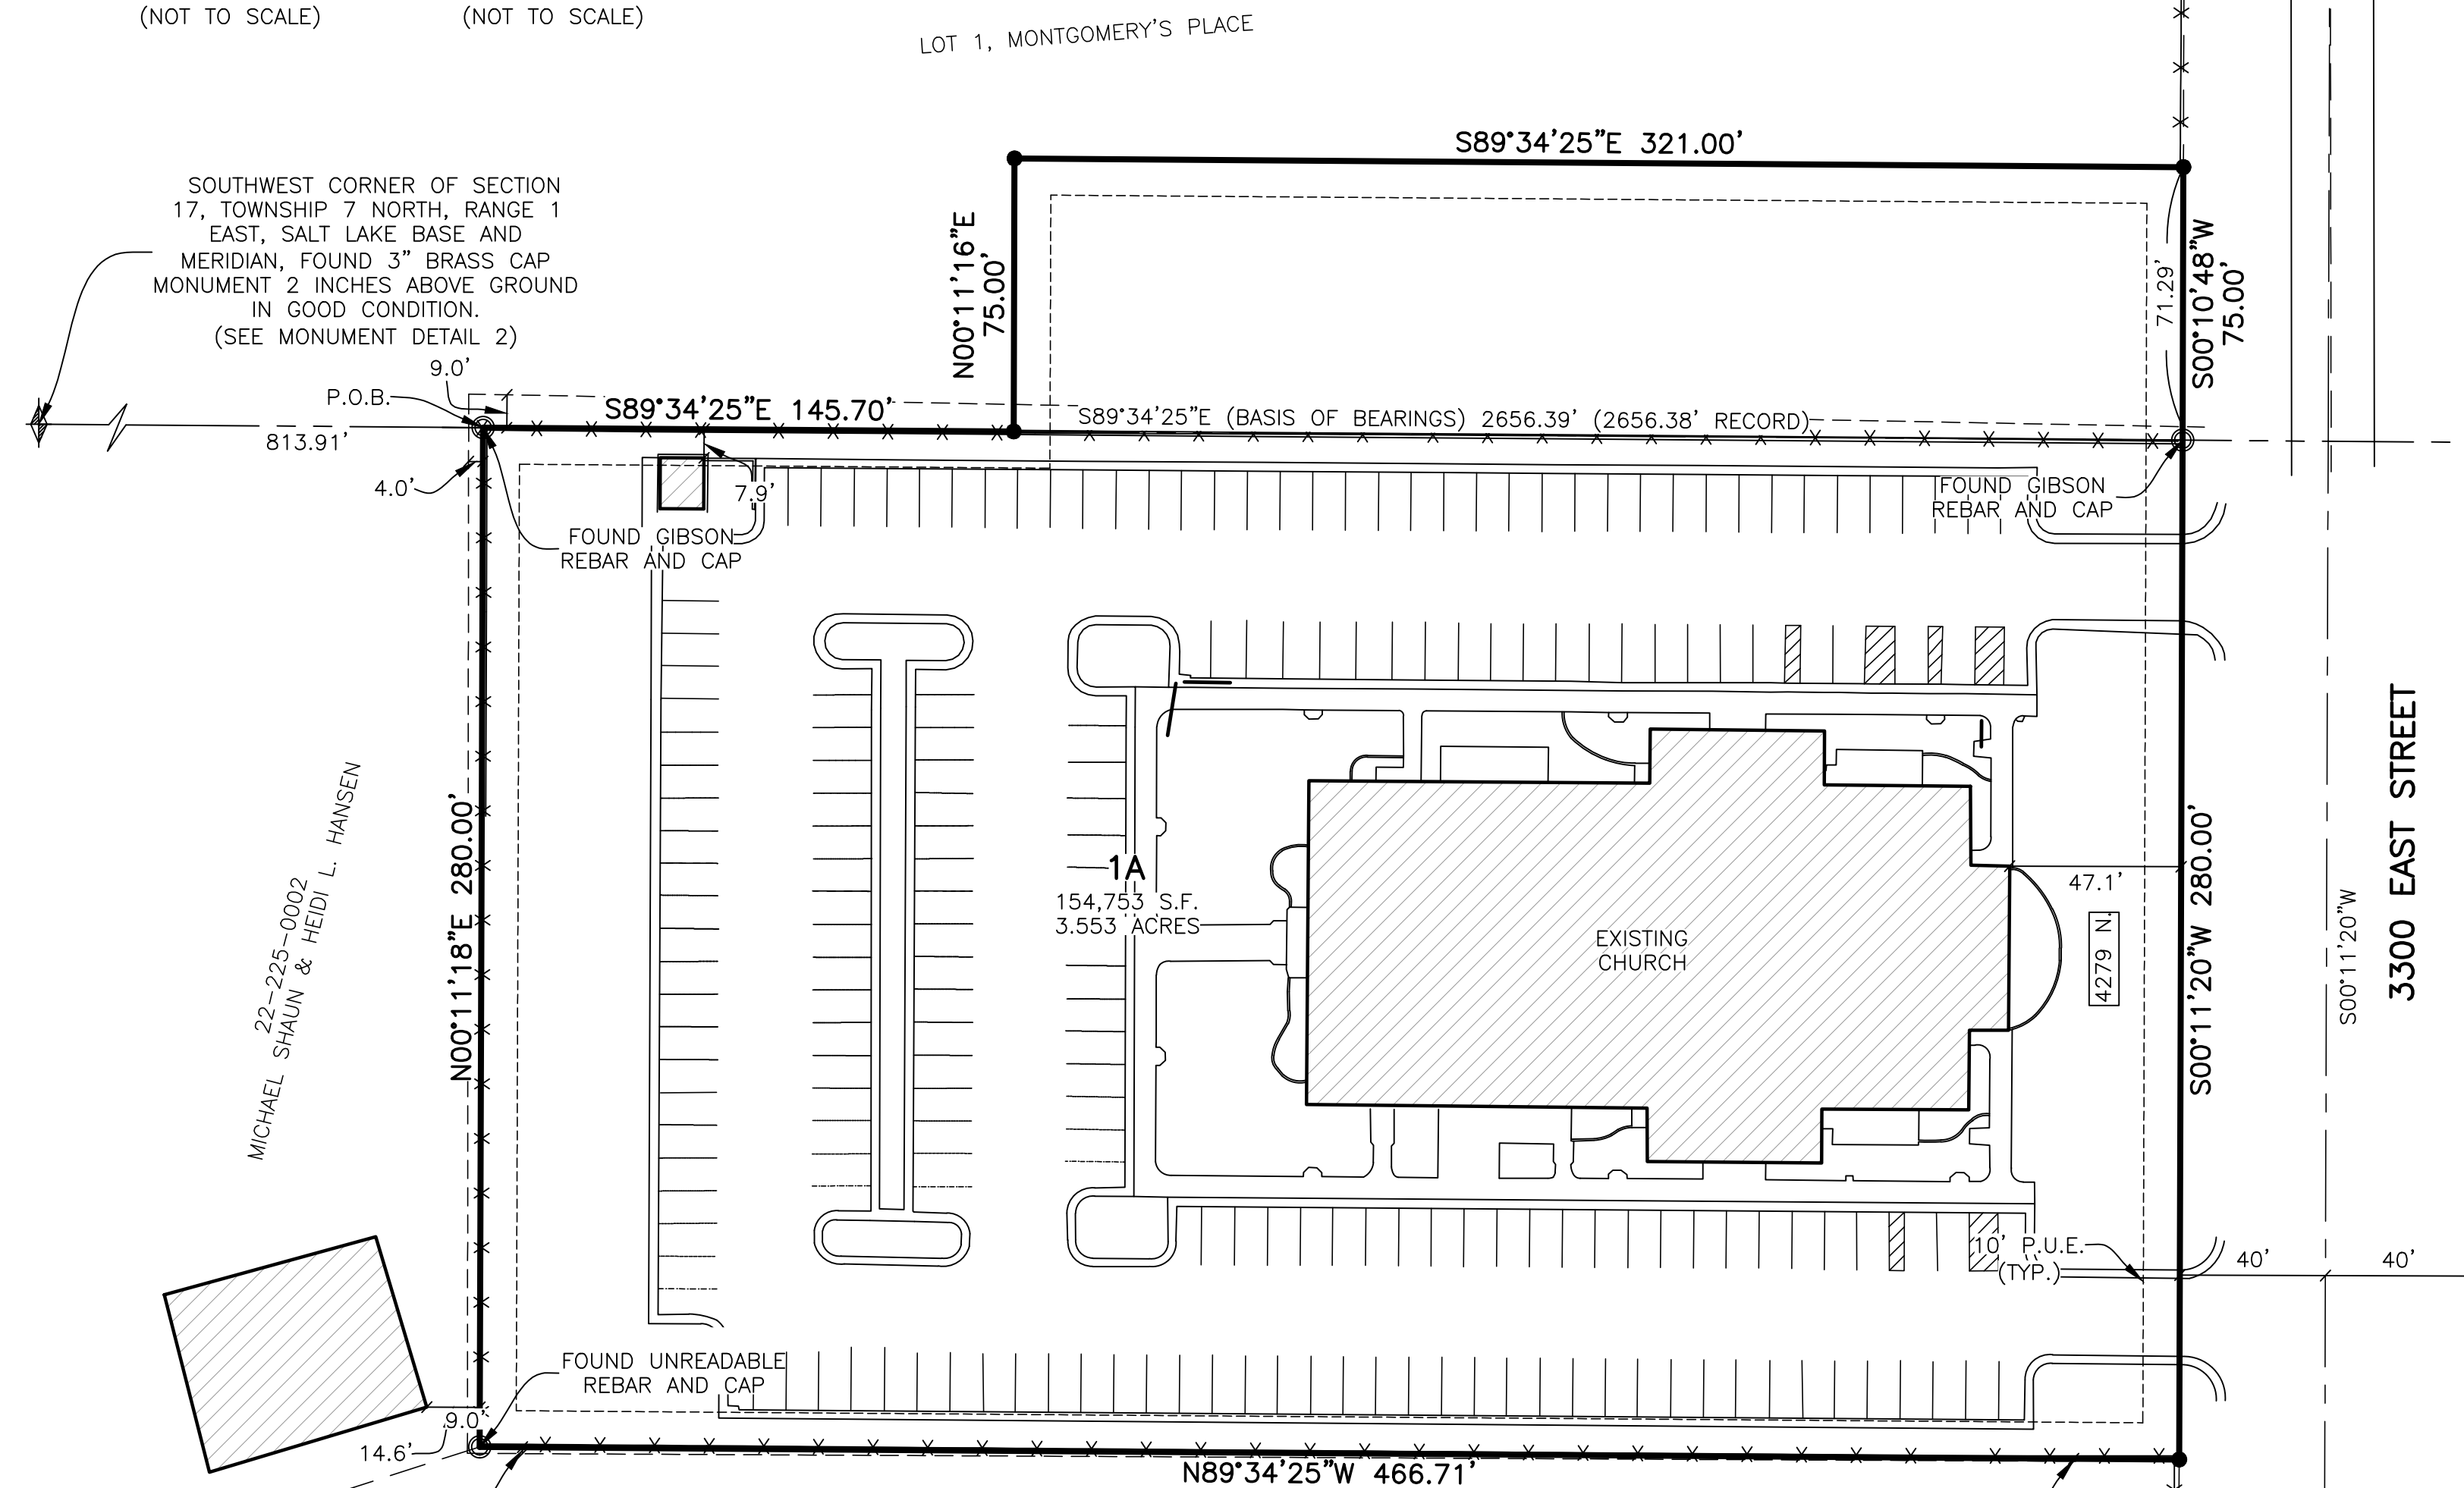 (NOT TO SCALE)
(NOT TO SCALE)
LOT 1, MONTGOMERY'S PLACE
S89°34'25"E 321.00'
SOUTHWEST CORNER OF SECTION
17, TOWNSHIP 7 NORTH, RANGE 1
EAST, SALT LAKE BASE AND
MERIDIAN, FOUND 3" BRASS CAP
MONUMENT 2 INCHES ABOVE GROUND
IN GOOD CONDITION.
(SEE MONUMENT DETAIL 2)
N00°11'16"E
75.00'
71.29'
S00°10'48"W
75.00'
9.0'
P.O.B.
S89°34'25"E 145.70'
S89°34'25"E (BASIS OF BEARINGS) 2656.39' (2656.38' RECORD)
813.91'
4.0'
7.9'
FOUND GIBSON
REBAR AND CAP
FOUND GIBSON
REBAR AND CAP
22-225-0002
MICHAEL SHAUN & HEIDI L. HANSEN
N00°11'18"E 280.00'
1A
154,753 S.F.
3.553 ACRES
EXISTING
CHURCH
47.1'
4279 N.
S00°11'20"W 280.00'
S00°11'20"W
3300 EAST STREET
10' P.U.E.
(TYP.)
40'
40'
FOUND UNREADABLE
REBAR AND CAP
9.0'
14.6'
N89°34'25"W 466.71'